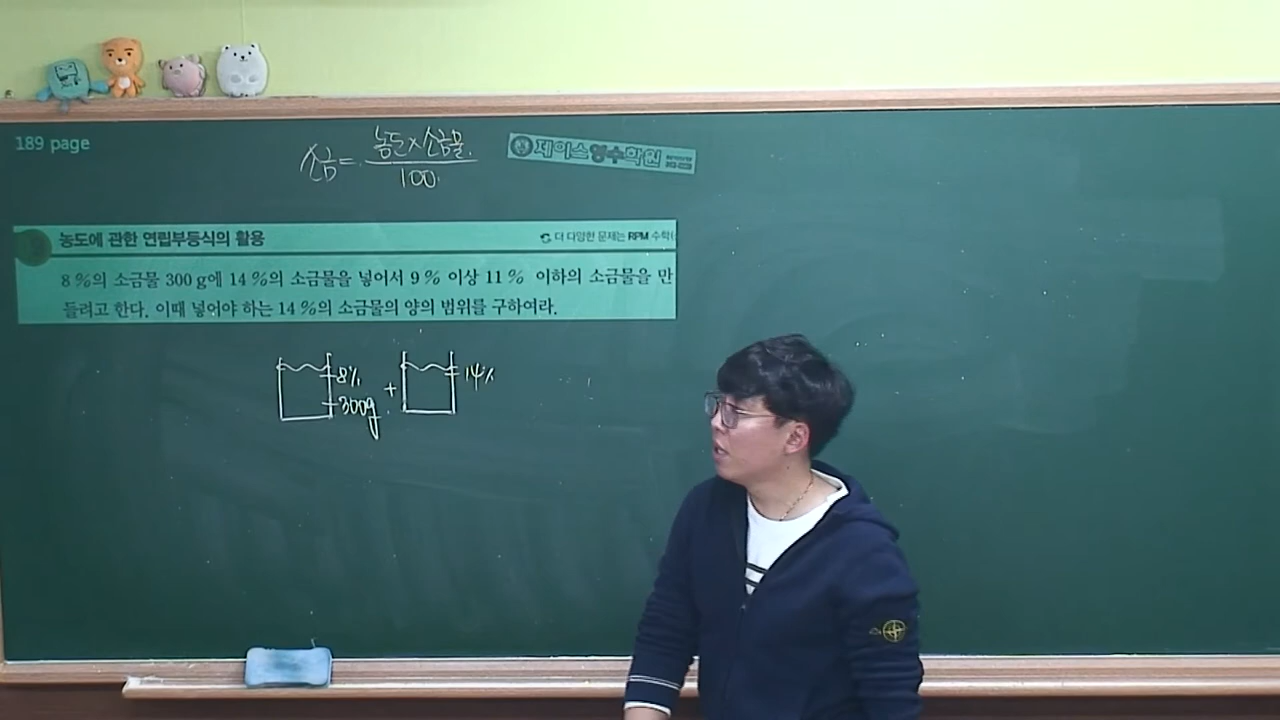 189 page
소금 = 농도×소금물 / 100
제이스영수학원
농도에 관한 연립부등식의 활용
더 다양한 문제는 RPM 수학(
8 %의 소금물 300 g에 14 %의 소금물을 넣어서 9 % 이상 11 % 이하의 소금물을 만
들려고 한다. 이때 넣어야 하는 14 %의 소금물의 양의 범위를 구하여라.
8% + 14%
300g